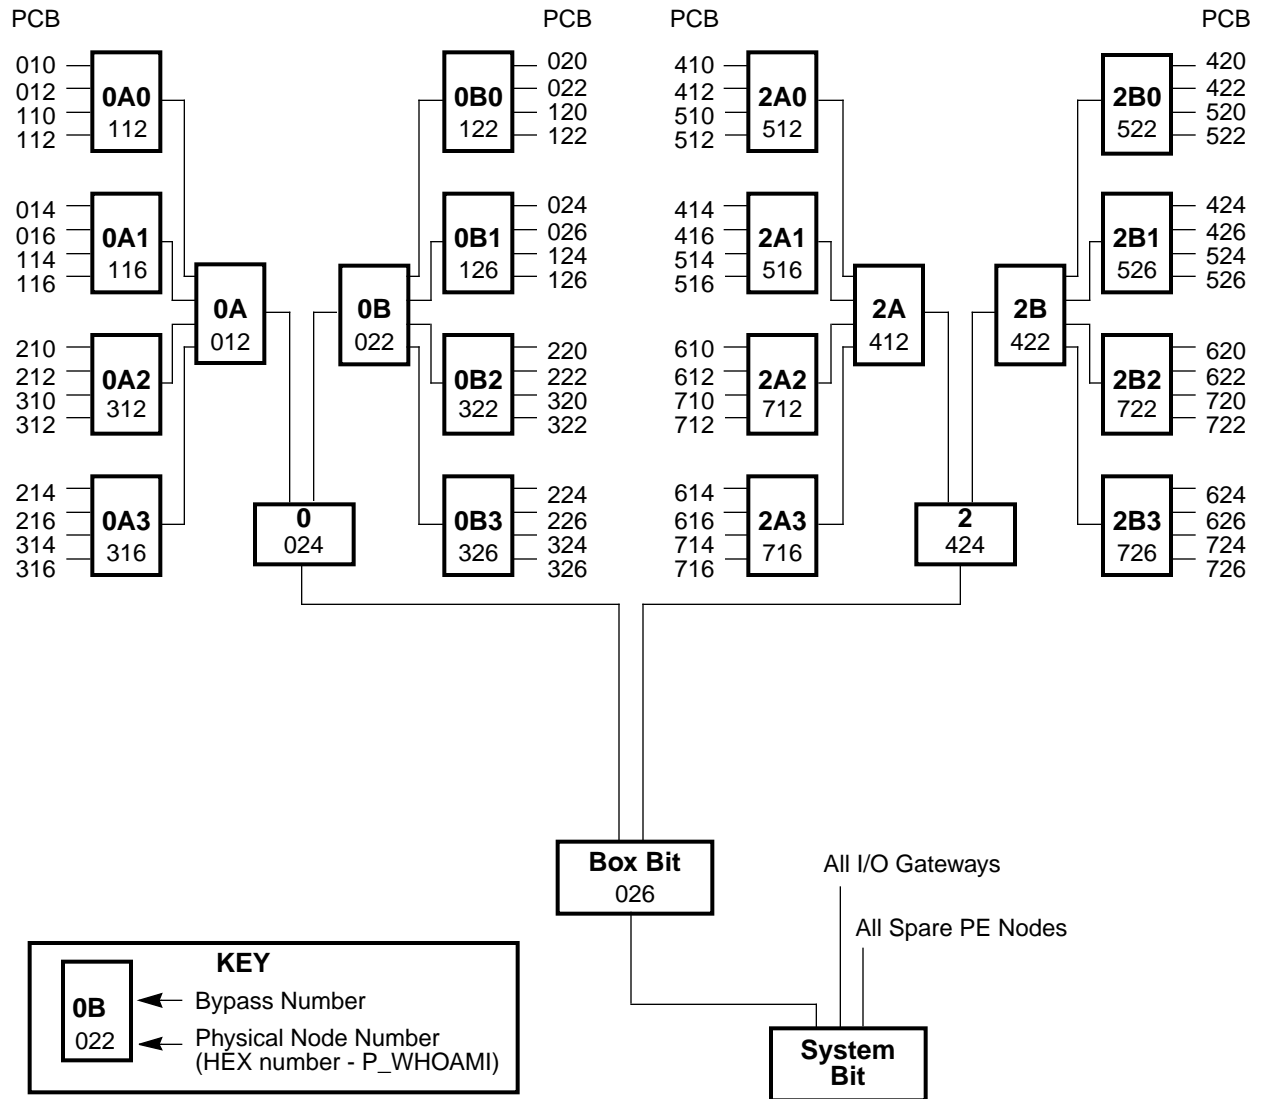 PCB PCB PCB PCB
010
012
110
112
0A0
112
0B0
122
020
022
120
122
410
412
510
512
2A0
512
2B0
522
420
422
520
522
014
016
114
116
0A1
116
0B1
126
024
026
124
126
414
416
514
516
2A1
516
2B1
526
424
426
524
526
0A
012
0B
022
2A
412
2B
422
210
212
310
312
0A2
312
0B2
322
220
222
320
322
610
612
710
712
2A2
712
2B2
722
620
622
720
722
214
216
314
316
0A3
316
0
024
0B3
326
224
226
324
326
614
616
714
716
2A3
716
2
424
2B3
726
624
626
724
726
Box Bit
026
All I/O Gateways
All Spare PE Nodes
System
Bit
KEY
0B
022
Bypass Number
Physical Node Number
(HEX number - P_WHOAMI)